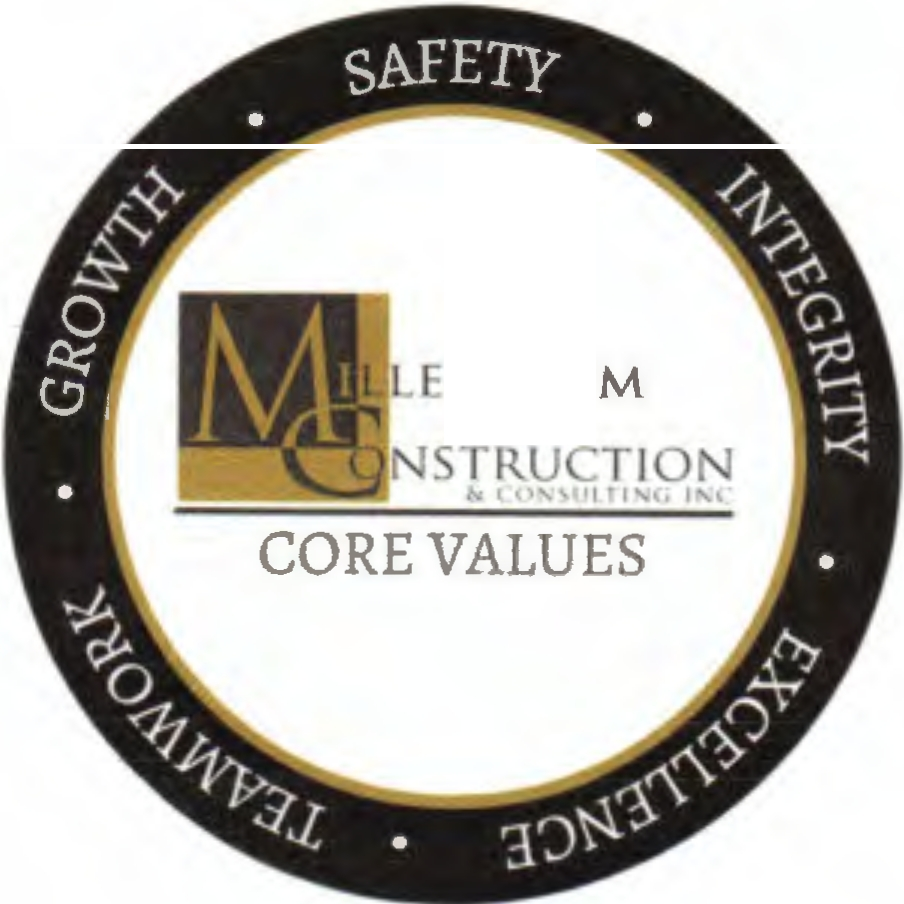 SAFETY
INTEGRITY
EXCELLENCE
TEAMWORK
GROWTH
MILLE M
CONSTRUCTION
& CONSULTING INC
CORE VALUES